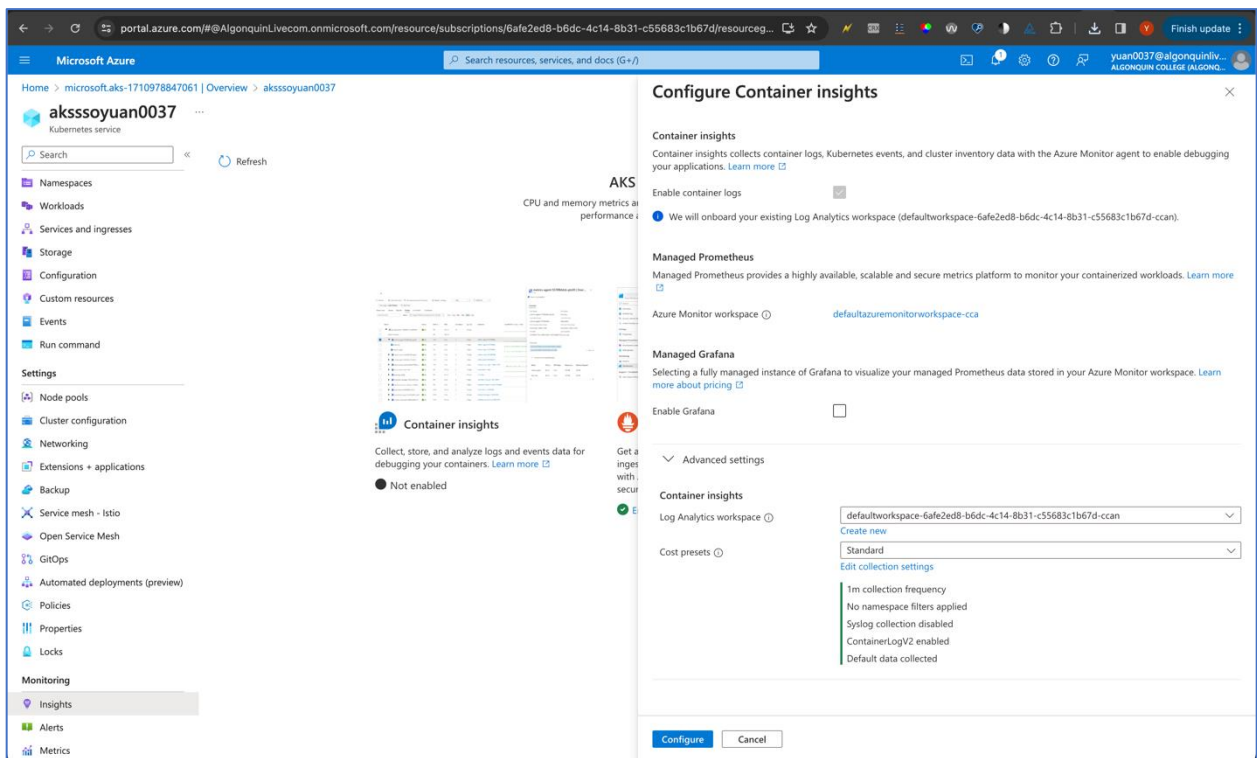 portal.azure.com/#@AlgonquinLivecom.onmicrosoft.com/resource/subscriptions/6afe2ed8-b6dc-4c14-8b31-c55683c1b67d/resourceg...
Finish update
Microsoft Azure
Search resources, services, and docs (G+/)
1
yuan0037@algonquinliv...
ALGONQUIN COLLEGE (ALGONQ...
Home > microsoft.aks-1710978847061 | Overview > aksssoyuan0037
aksssoyuan0037 ...
Kubernetes service
Search
«
Namespaces
Workloads
Services and ingresses
Storage
Configuration
Custom resources
Events
Run command
Settings
Node pools
Cluster configuration
Networking
Extensions + applications
Backup
Service mesh - Istio
Open Service Mesh
GitOps
Automated deployments (preview)
Policies
Properties
Locks
Monitoring
Insights
Alerts
Metrics
Refresh
AKS
CPU and memory metrics a
performance
Container insights
Collect, store, and analyze logs and events data for
debugging your containers. Learn more
Not enabled
Get a
inges
with
secur
E
Configure Container insights
Container insights
Container insights collects container logs, Kubernetes events, and cluster inventory data with the Azure Monitor agent to enable debugging
your applications. Learn more
Enable container logs
We will onboard your existing Log Analytics workspace (defaultworkspace-6afe2ed8-b6dc-4c14-8b31-c55683c1b67d-ccan).
Managed Prometheus
Managed Prometheus provides a highly available, scalable and secure metrics platform to monitor your containerized workloads. Learn more
Azure Monitor workspace
defaultazuremonitorworkspace-cca
Managed Grafana
Selecting a fully managed instance of Grafana to visualize your managed Prometheus data stored in your Azure Monitor workspace. Learn
more about pricing
Enable Grafana
Advanced settings
Container insights
Log Analytics workspace
defaultworkspace-6afe2ed8-b6dc-4c14-8b31-c55683c1b67d-ccan
Create new
Cost presets
Standard
Edit collection settings
1m collection frequency
No namespace filters applied
Syslog collection disabled
ContainerLogV2 enabled
Default data collected
Configure
Cancel